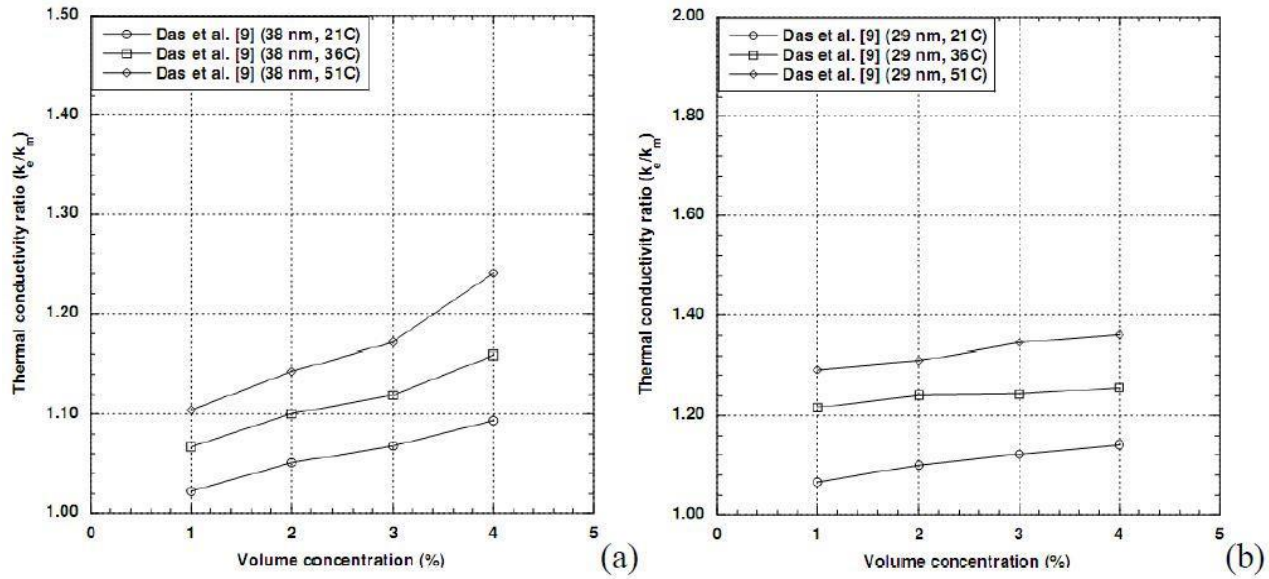 1.50
1.40
1.30
1.20
1.10
1.00
Thermal conductivity ratio (k_e/k_m)
Das et al. [9] (38 nm, 21C)
Das et al. [9] (38 nm, 36C)
Das et al. [9] (38 nm, 51C)
0 1 2 3 4 5
Volume concentration (%)
(a)
2.00
1.80
1.60
1.40
1.20
1.00
Thermal conductivity ratio (k_e/k_m)
Das et al. [9] (29 nm, 21C)
Das et al. [9] (29 nm, 36C)
Das et al. [9] (29 nm, 51C)
0 1 2 3 4 5
Volume concentration (%)
(b)